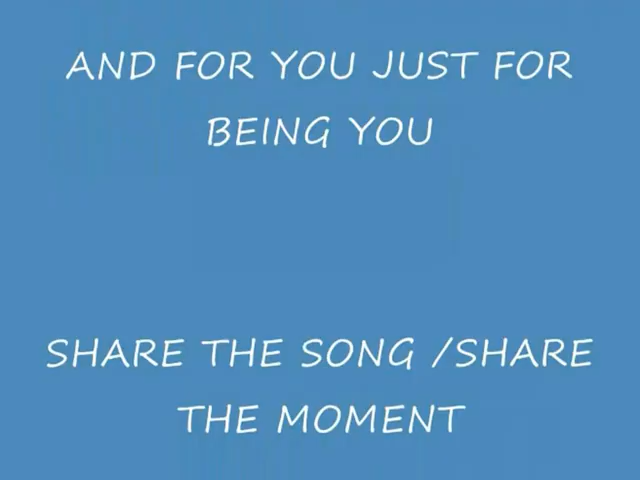 AND FOR YOU JUST FOR
BEING YOU
SHARE THE SONG /SHARE
THE MOMENT